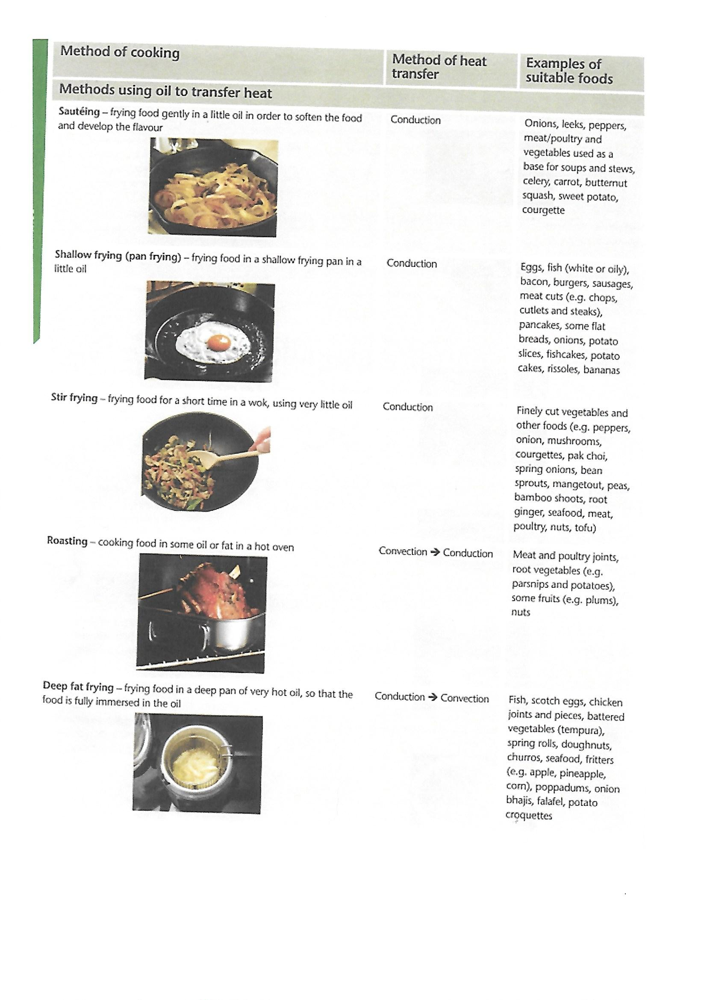 Method of cooking
Method of heat
transfer
Examples of
suitable foods
Methods using oil to transfer heat
Sautéing – frying food gently in a little oil in order to soften the food
and develop the flavour
Conduction
Onions, leeks, peppers,
meat/poultry and
vegetables used as a
base for soups and stews,
celery, carrot, butternut
squash, sweet potato,
courgette
Shallow frying (pan frying) – frying food in a shallow frying pan in a
little oil
Conduction
Eggs, fish (white or oily),
bacon, burgers, sausages,
meat cuts (e.g. chops,
cutlets and steaks),
pancakes, some flat
breads, onions, potato
slices, fishcakes, potato
cakes, rissoles, bananas
Stir frying – frying food for a short time in a wok, using very little oil
Conduction
Finely cut vegetables and
other foods (e.g. peppers,
onion, mushrooms,
courgettes, pak choi,
spring onions, bean
sprouts, mangetout, peas,
bamboo shoots, root
ginger, seafood, meat,
poultry, nuts, tofu)
Roasting – cooking food in some oil or fat in a hot oven
Convection → Conduction
Meat and poultry joints,
root vegetables (e.g.
parsnips and potatoes),
some fruits (e.g. plums),
nuts
Deep fat frying – frying food in a deep pan of very hot oil, so that the
food is fully immersed in the oil
Conduction → Convection
Fish, scotch eggs, chicken
joints and pieces, battered
vegetables (tempura),
spring rolls, doughnuts,
churros, seafood, fritters
(e.g. apple, pineapple,
corn), poppadums, onion
bhajis, falafel, potato
croquettes